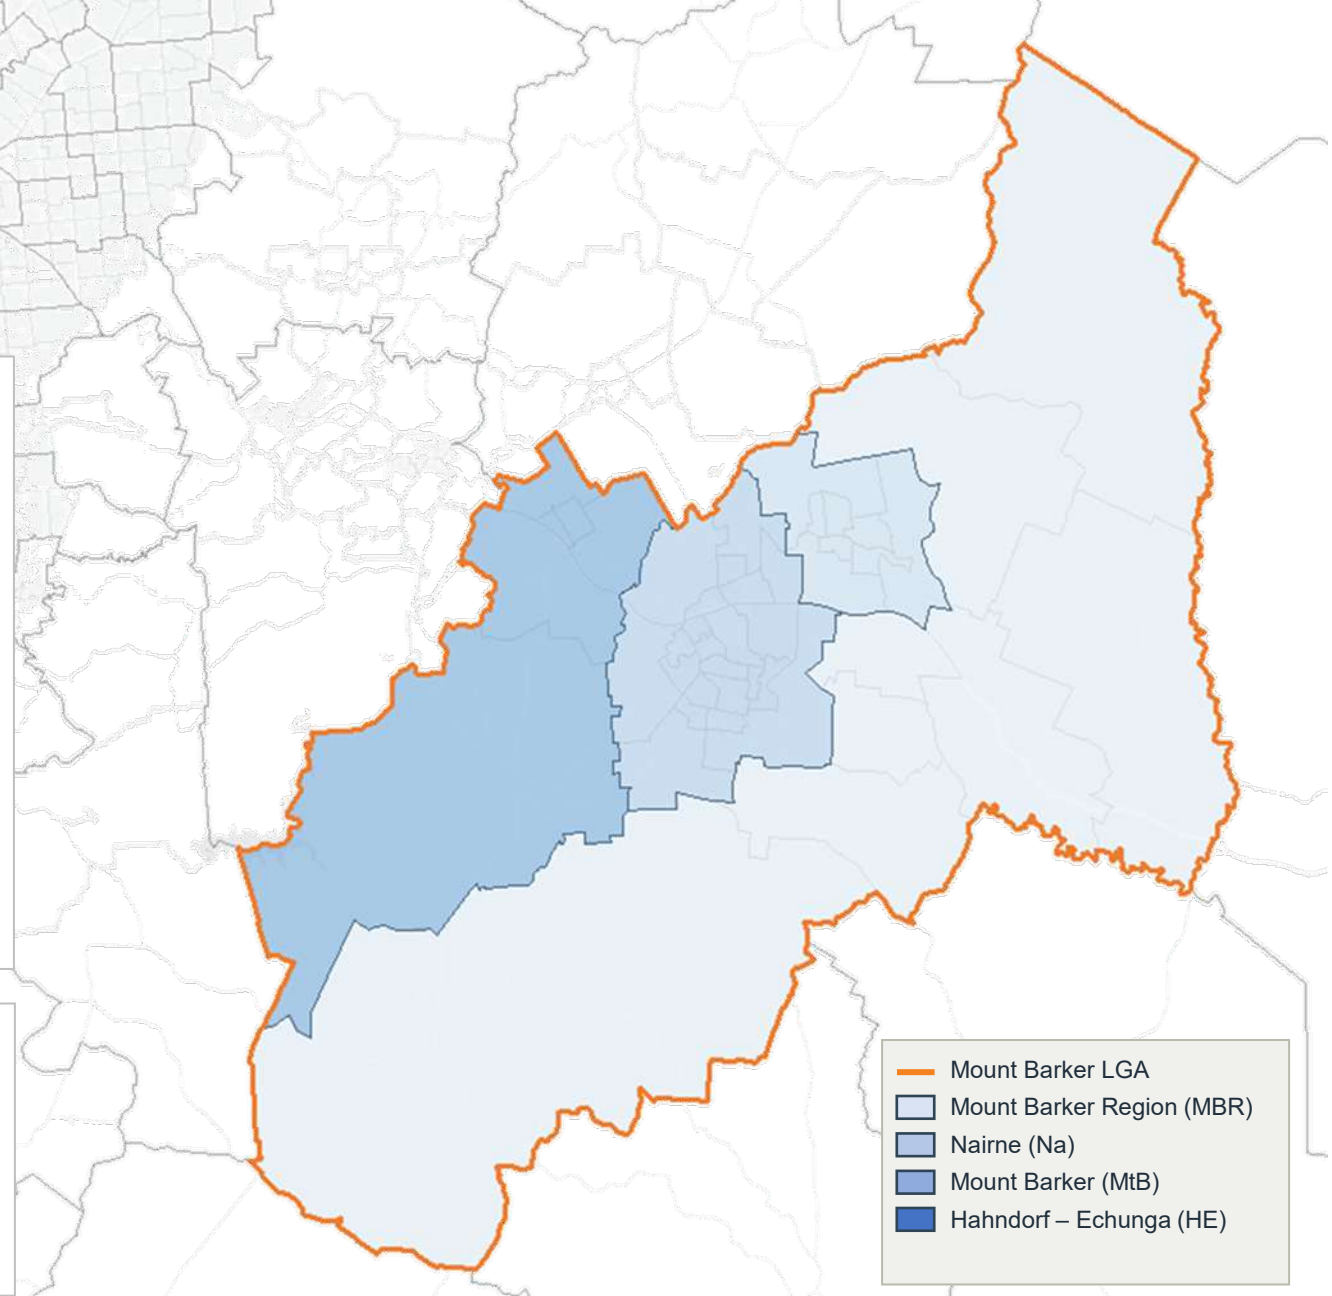 Mount Barker LGA
Mount Barker Region (MBR)
Nairne (Na)
Mount Barker (MtB)
Hahndorf – Echunga (HE)